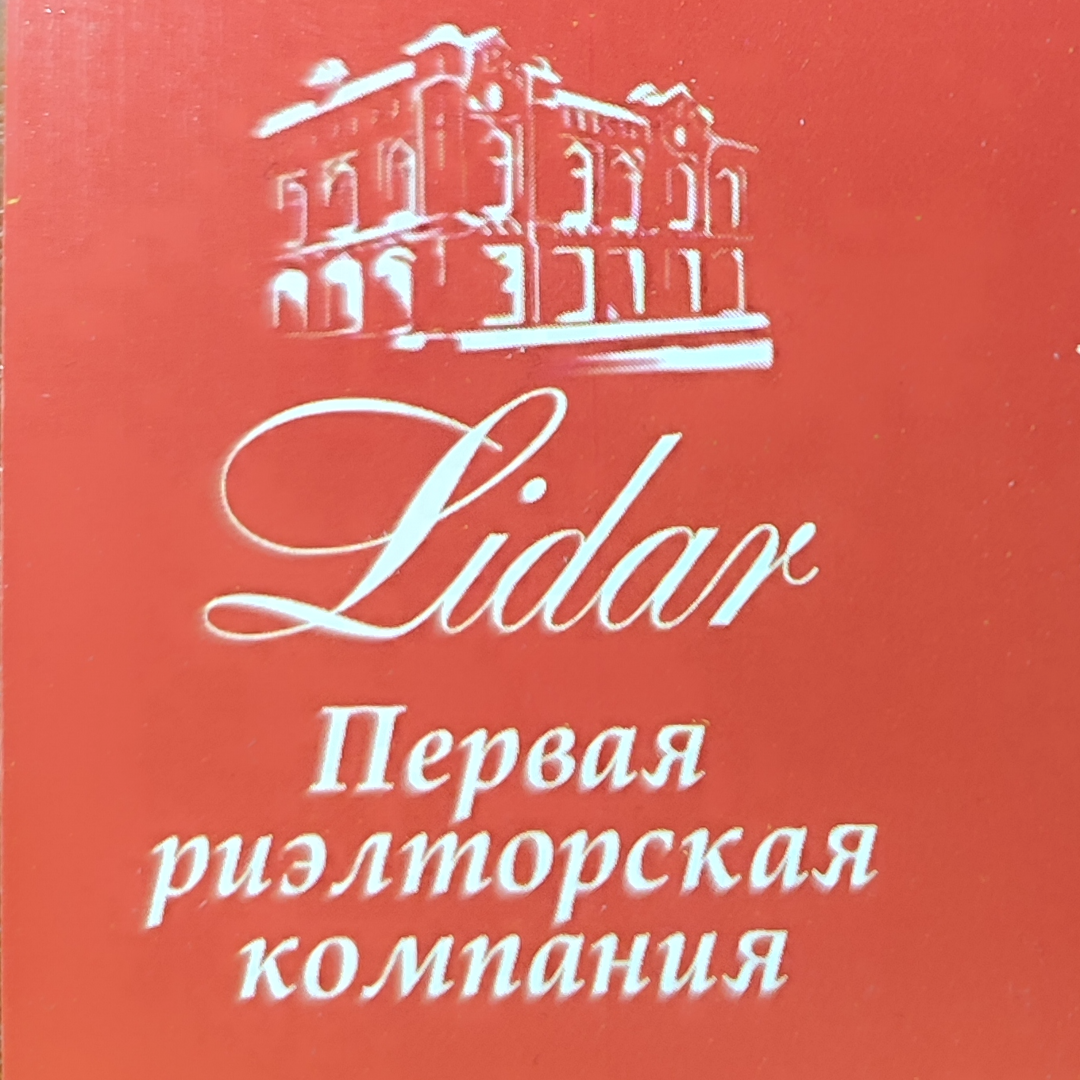 Lidar
Первая
риэлторская
компания